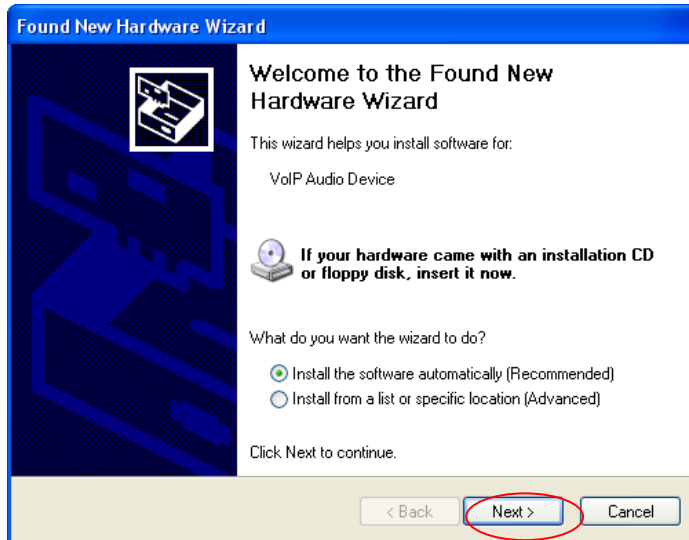 Found New Hardware Wizard
Welcome to the Found New
Hardware Wizard
This wizard helps you install software for:
VoIP Audio Device
If your hardware came with an installation CD
or floppy disk, insert it now.
What do you want the wizard to do?
Install the software automatically (Recommended)
Install from a list or specific location (Advanced)
Click Next to continue.
< Back
Next >
Cancel